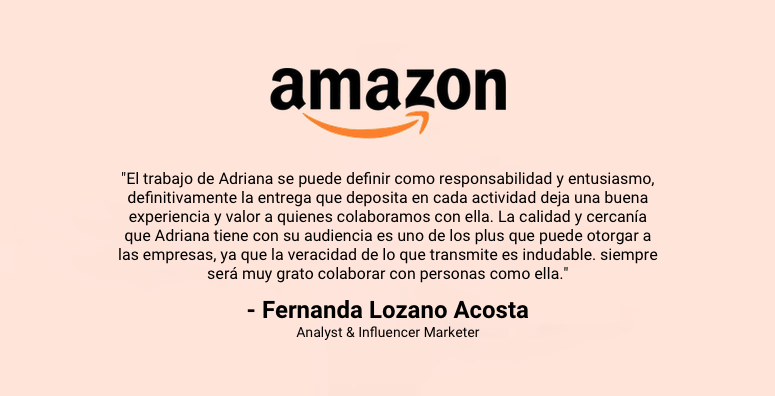 amazon
"El trabajo de Adriana se puede definir como responsabilidad y entusiasmo,
definitivamente la entrega que deposita en cada actividad deja una buena
experiencia y valor a quienes colaboramos con ella. La calidad y cercanía
que Adriana tiene con su audiencia es uno de los plus que puede otorgar a
las empresas, ya que la veracidad de lo que transmite es indudable. siempre
será muy grato colaborar con personas como ella."
- Fernanda Lozano Acosta
Analyst & Influencer Marketer